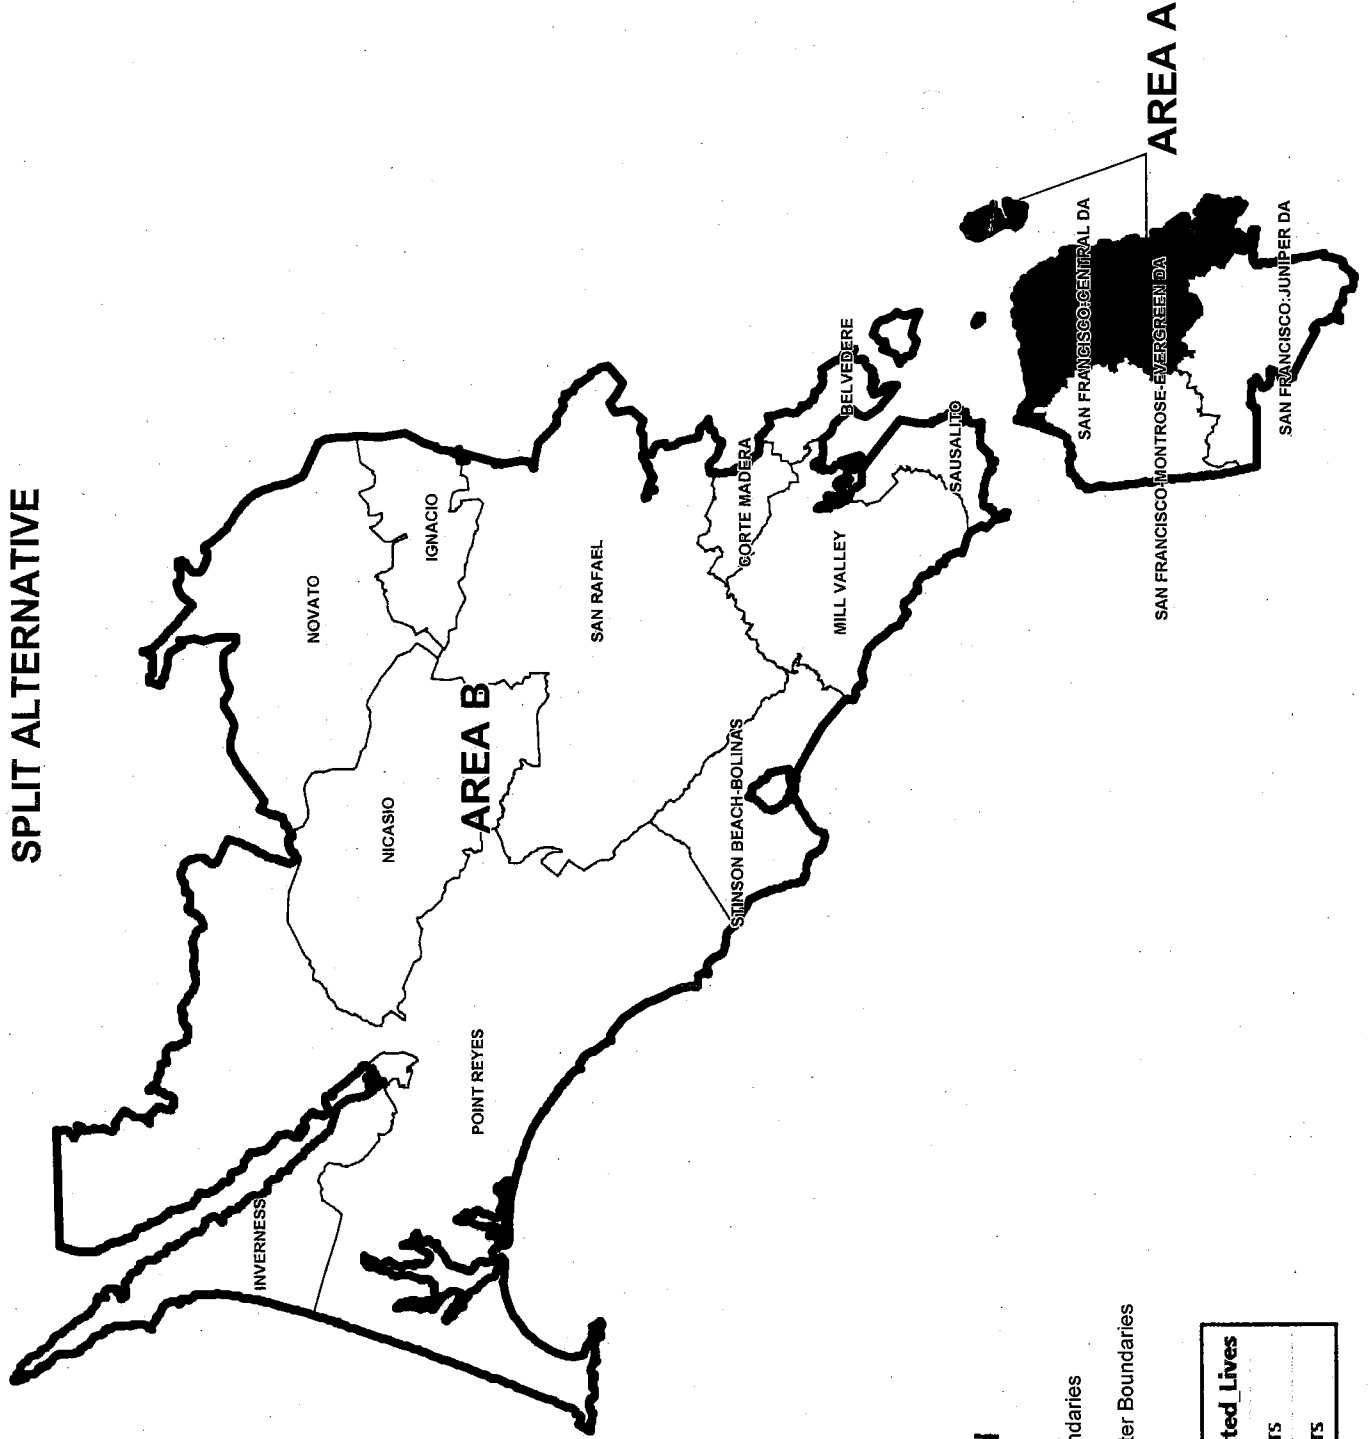 SPLIT ALTERNATIVE
NOVATO
IGNACIO
NICASIO
AREA B
SAN RAFAEL
INVERNESS
POINT REYES
STINSON BEACH-BOLINAS
CORTE MADERA
MILL VALLEY
BELVEDERE
SAUSALITO
SAN FRANCISCO:CENTRAL DA
SAN FRANCISCO-MONTROSE-EVERGREEN DA
SAN FRANCISCO:JUNIPER DA
AREA A
ndaries
ter Boundaries
ted_Lives
rs
rs